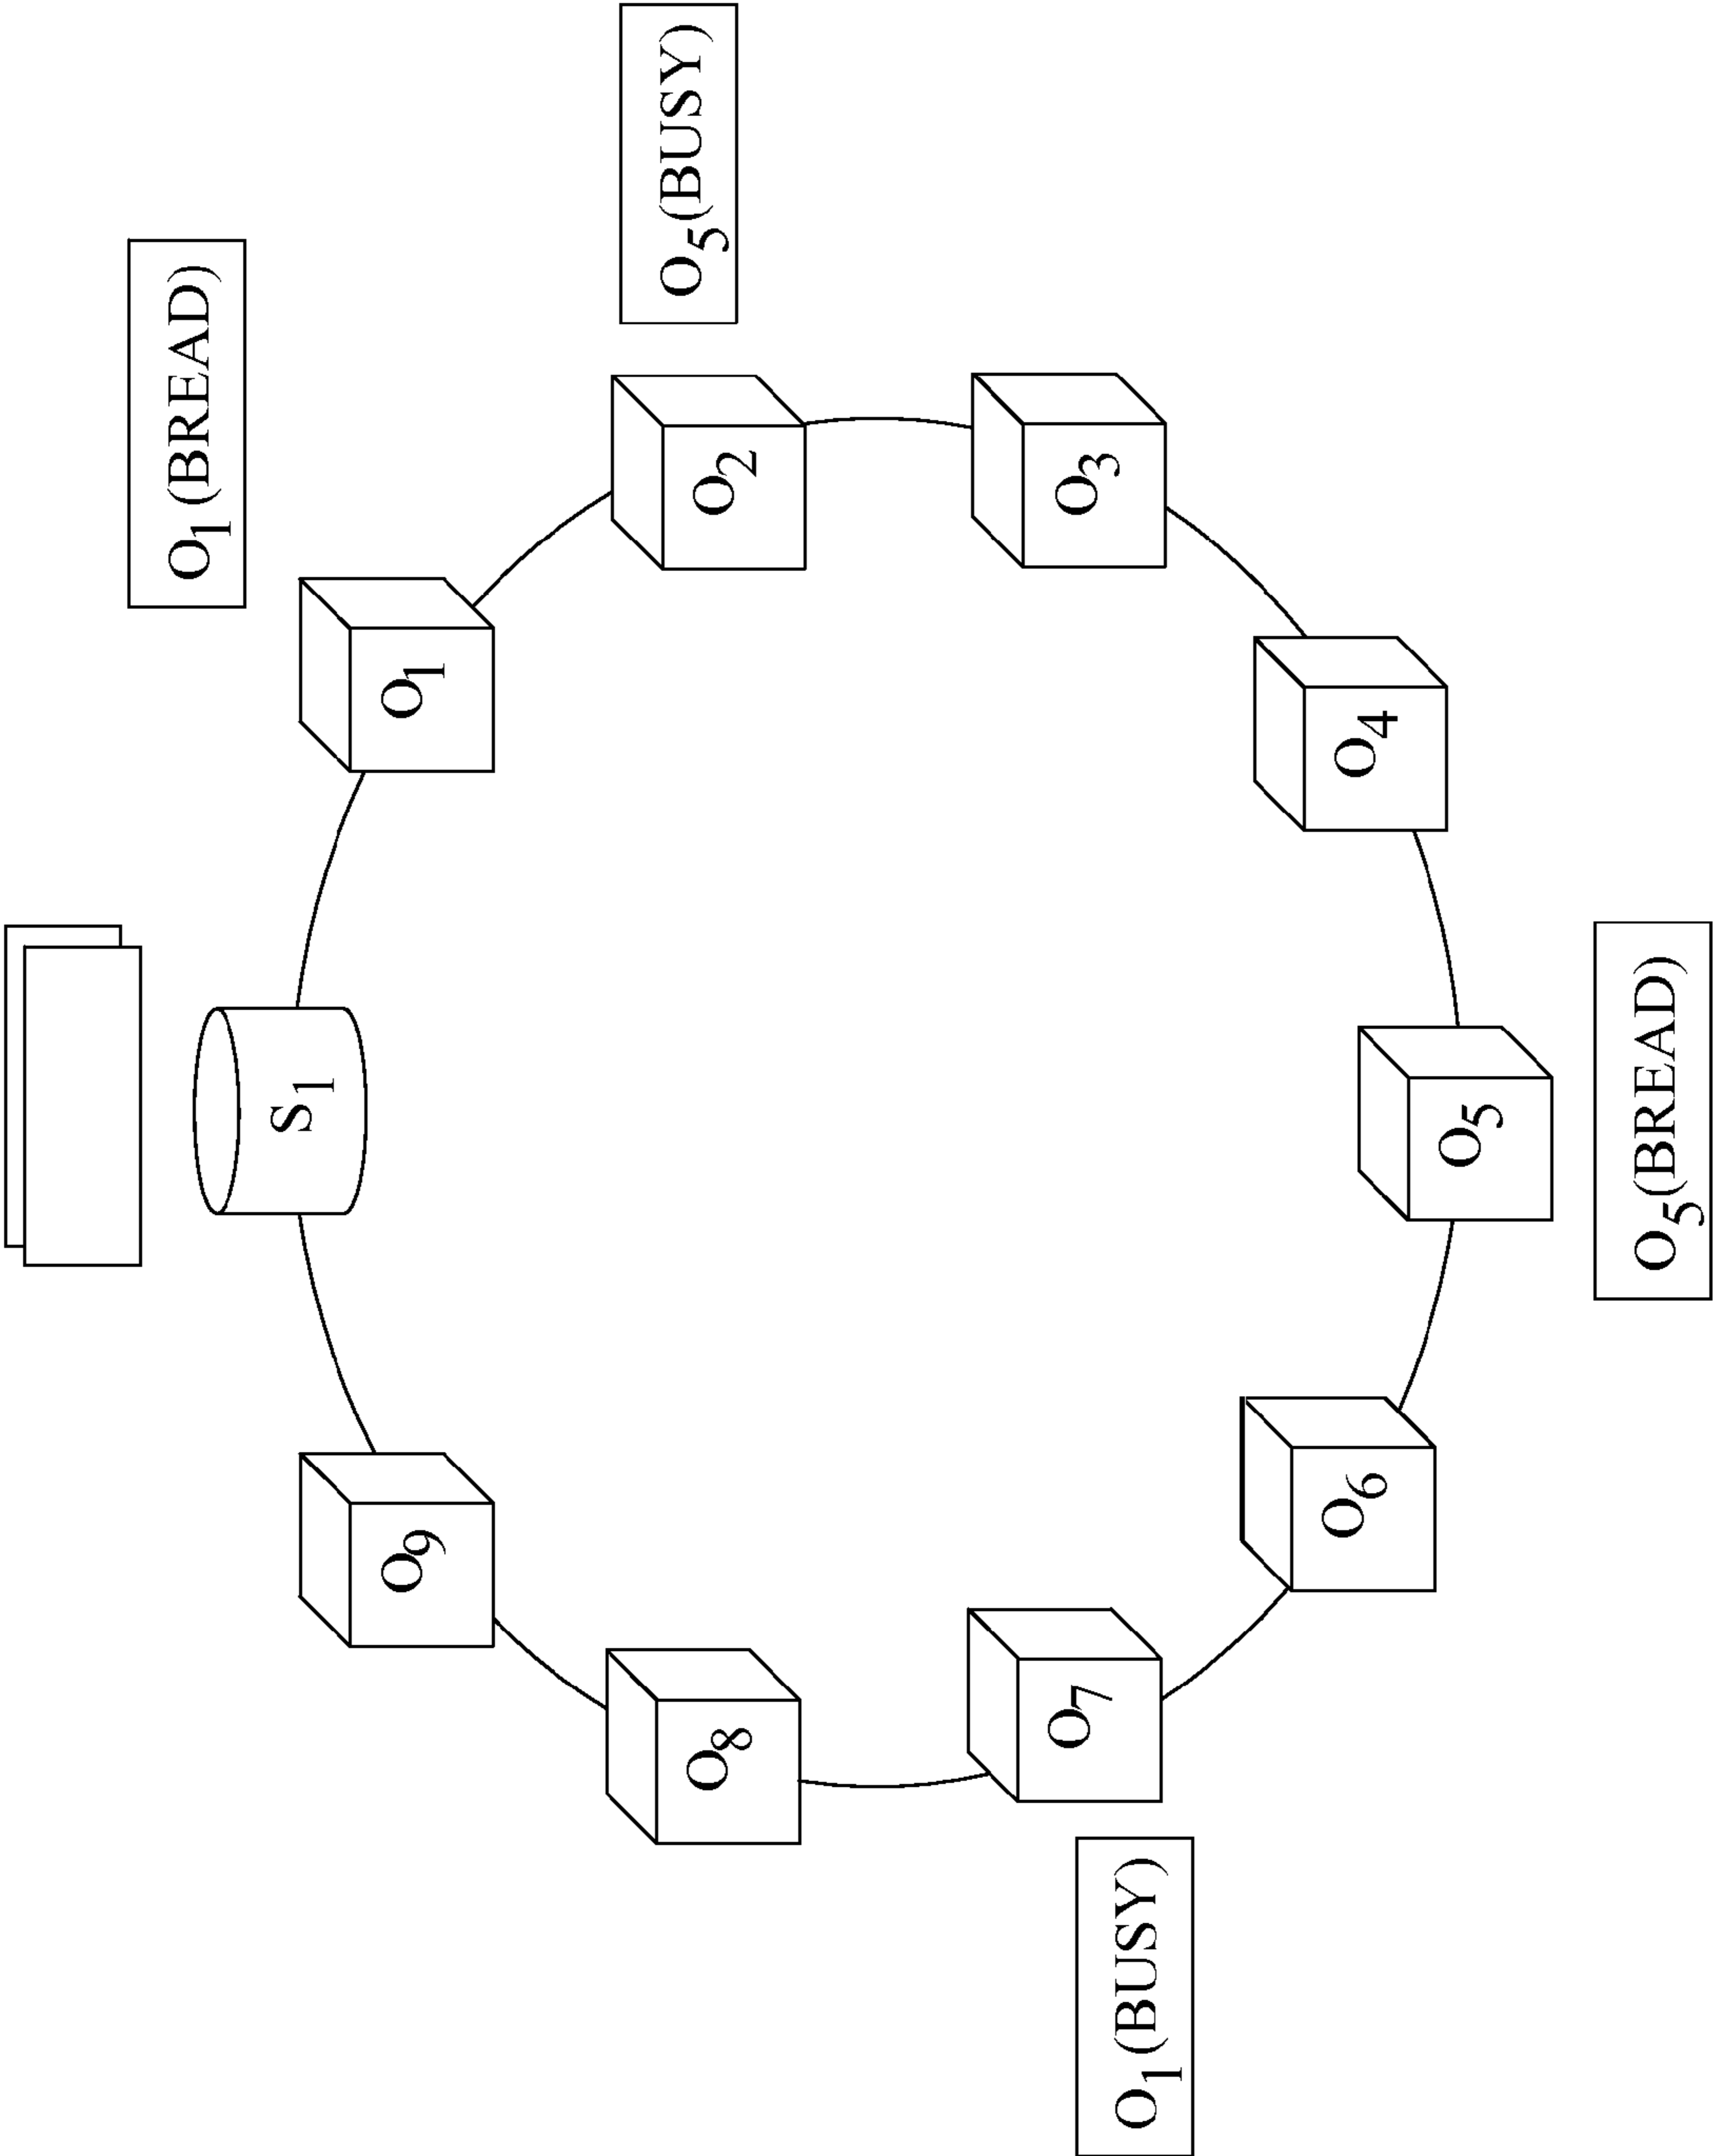 O1(BREAD)
O5(BUSY)
S1
O1
O2
O3
O4
O5
O6
O7
O8
O9
O5(BREAD)
O1(BUSY)